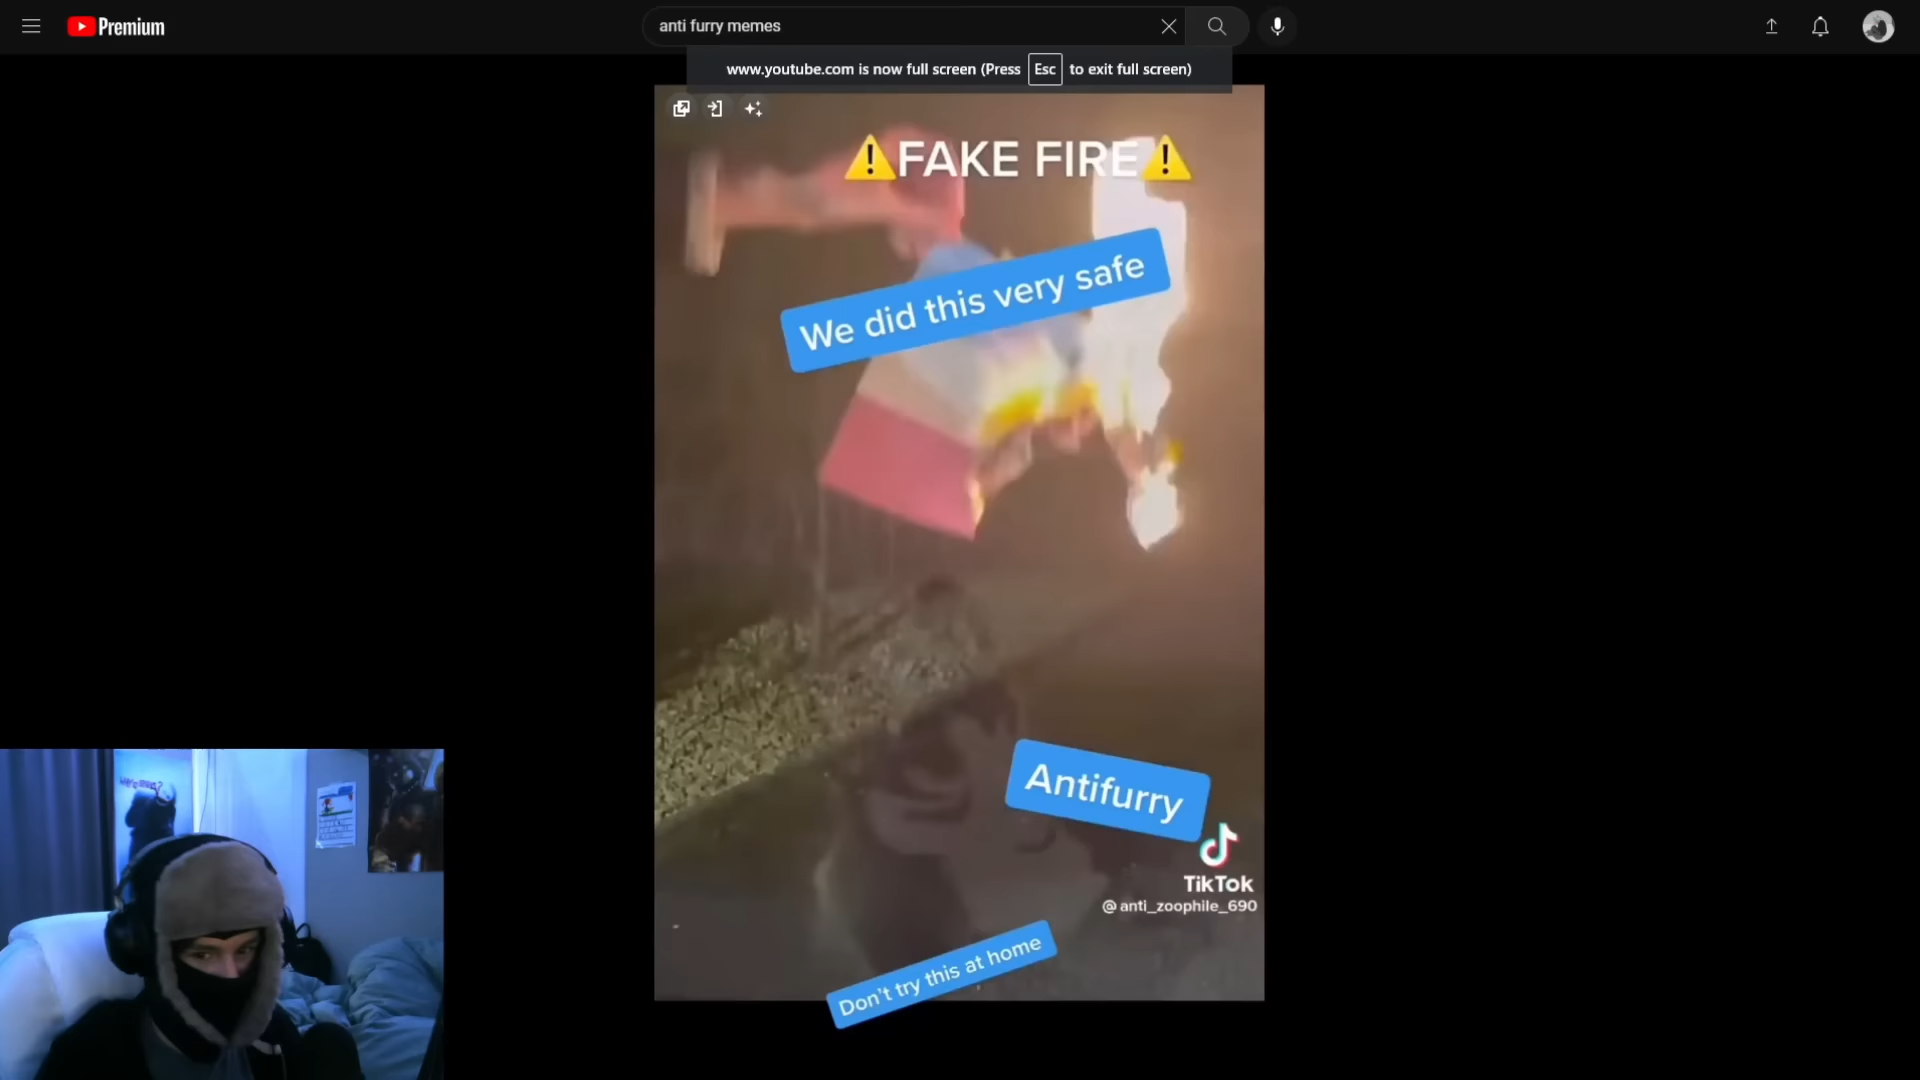 Premium
anti furry memes
www.youtube.com is now full screen (Press Esc to exit full screen)
⚠FAKE FIRE⚠
We did this very safe
Antifurry
TikTok
@anti_zoophile_690
Don't try this at home